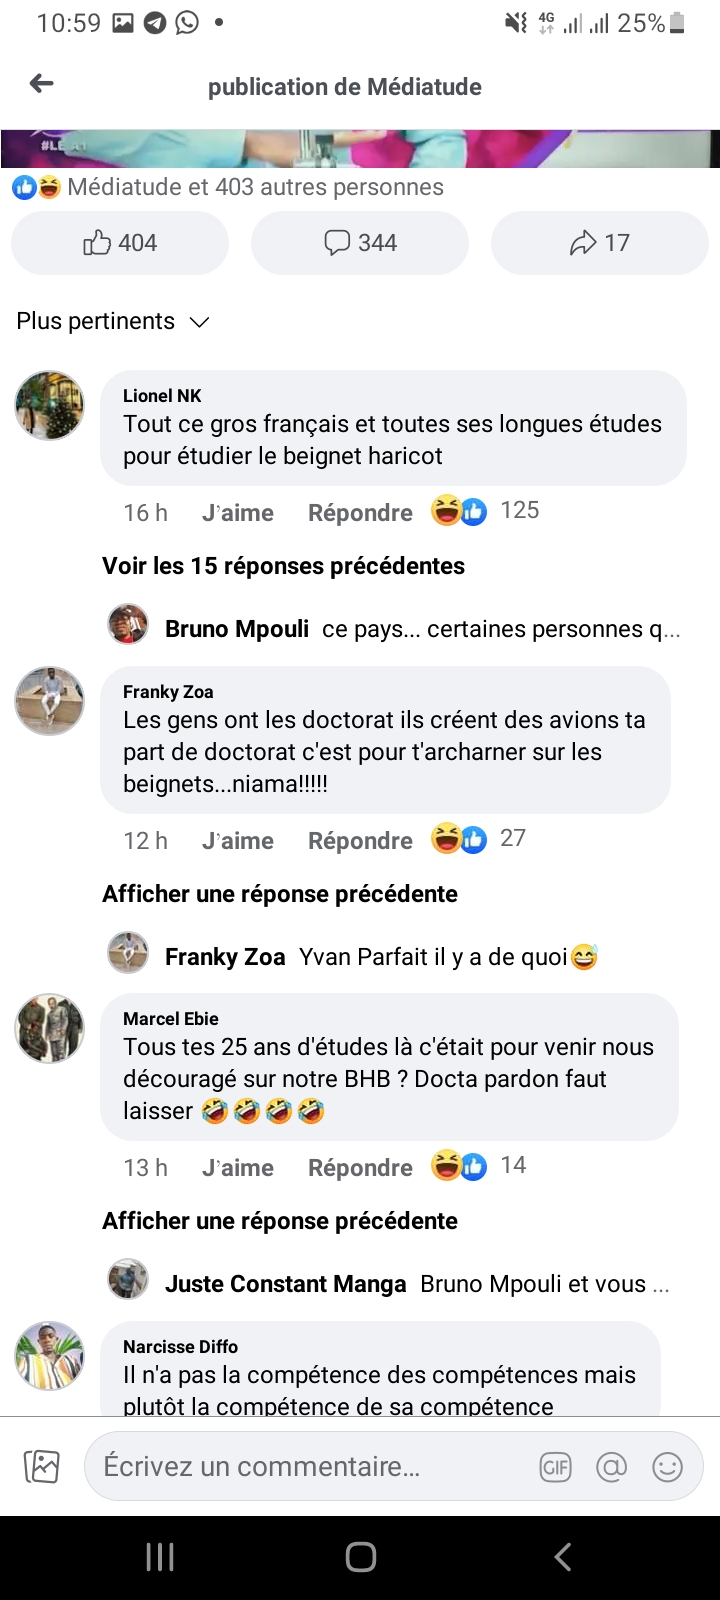 10:59
4G
25%
publication de Médiatude
Médiatude et 403 autres personnes
404
344
17
Plus pertinents
Lionel NK
Tout ce gros français et toutes ses longues études
pour étudier le beignet haricot
16 h J'aime Répondre 125
Voir les 15 réponses précédentes
Bruno Mpouli ce pays... certaines personnes q...
Franky Zoa
Les gens ont les doctorat ils créent des avions ta
part de doctorat c'est pour t'archarner sur les
beignets...niama!!!!!
12 h J'aime Répondre 27
Afficher une réponse précédente
Franky Zoa Yvan Parfait il y a de quoi😅
Marcel Ebie
Tous tes 25 ans d'études là c'était pour venir nous
découragé sur notre BHB ? Docta pardon faut
laisser 🤣🤣🤣🤣
13 h J'aime Répondre 14
Afficher une réponse précédente
Juste Constant Manga Bruno Mpouli et vous ...
Narcisse Diffo
Il n'a pas la compétence des compétences mais
plutôt la compétence de sa compétence
Écrivez un commentaire...
GIF
@